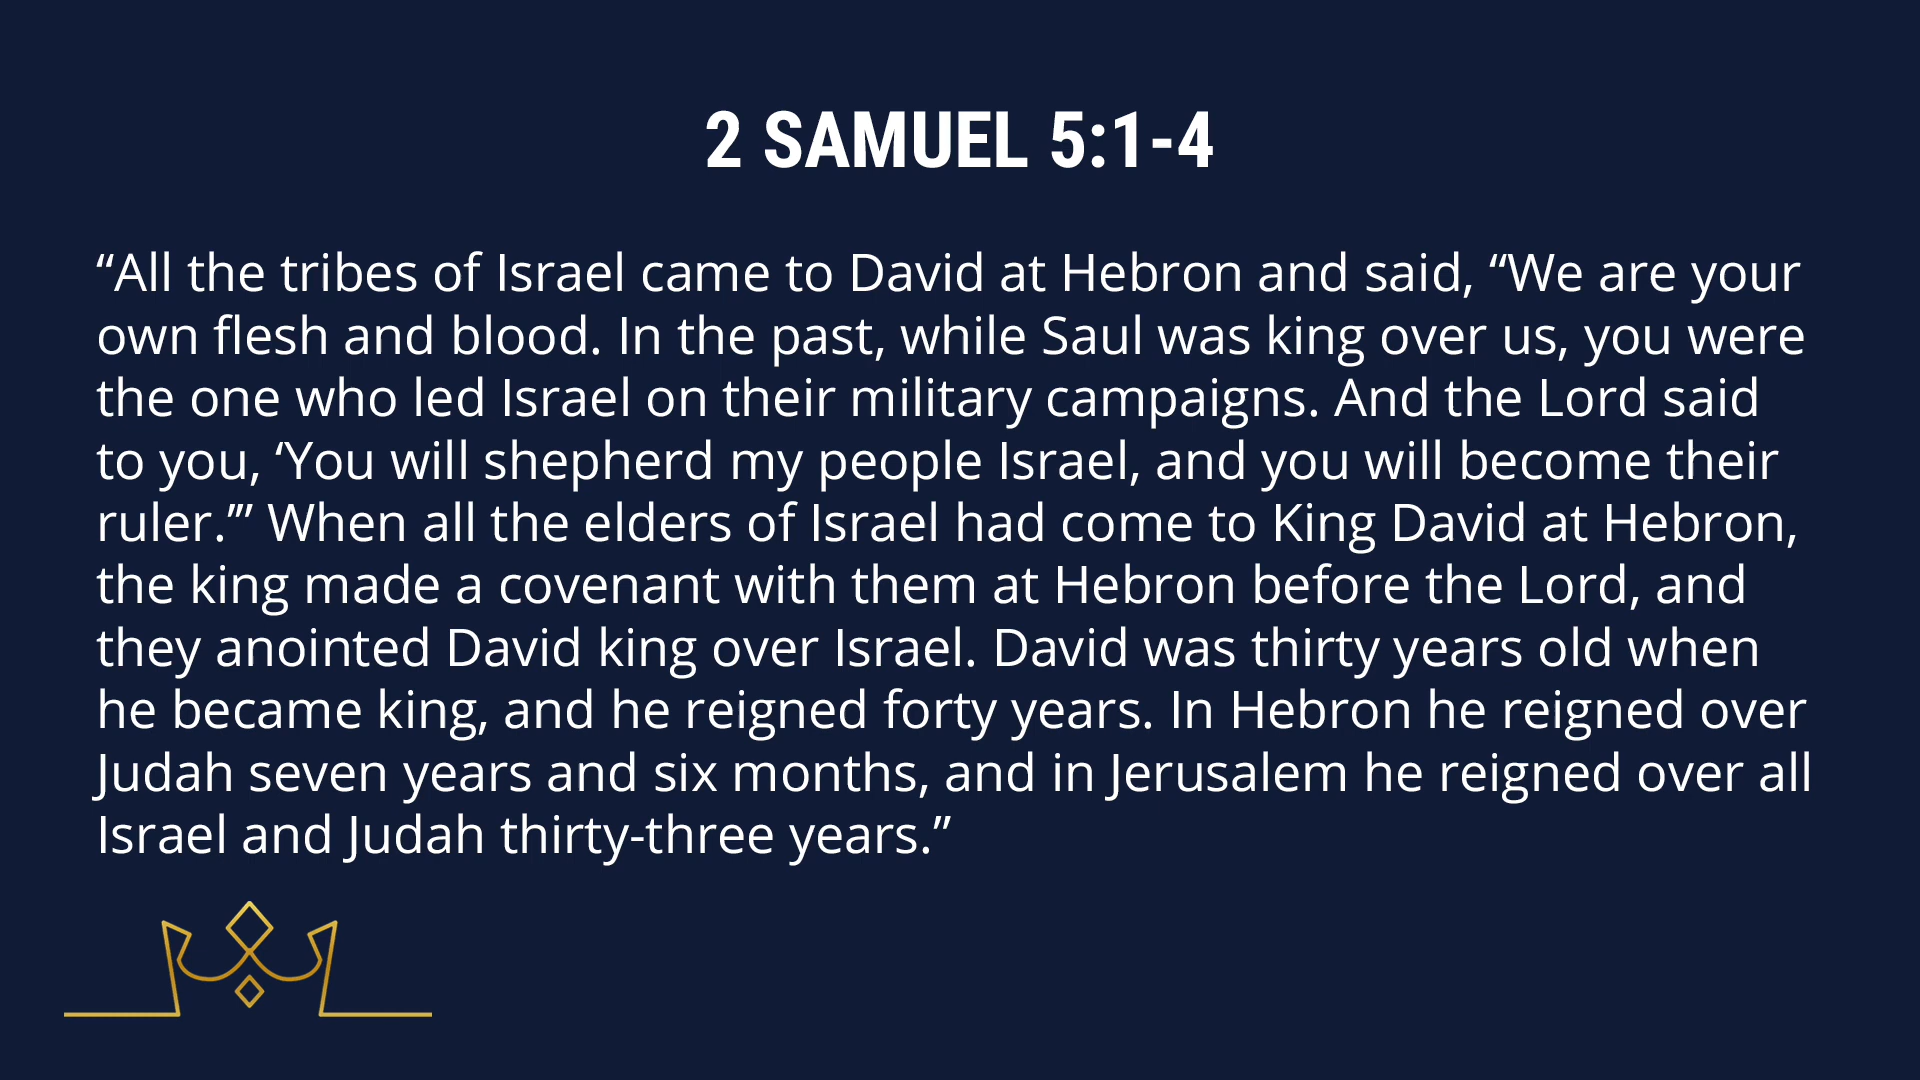 2 SAMUEL 5:1-4
“All the tribes of Israel came to David at Hebron and said, “We are your
own flesh and blood. In the past, while Saul was king over us, you were
the one who led Israel on their military campaigns. And the Lord said
to you, ‘You will shepherd my people Israel, and you will become their
ruler.’” When all the elders of Israel had come to King David at Hebron,
the king made a covenant with them at Hebron before the Lord, and
they anointed David king over Israel. David was thirty years old when
he became king, and he reigned forty years. In Hebron he reigned over
Judah seven years and six months, and in Jerusalem he reigned over all
Israel and Judah thirty-three years.”